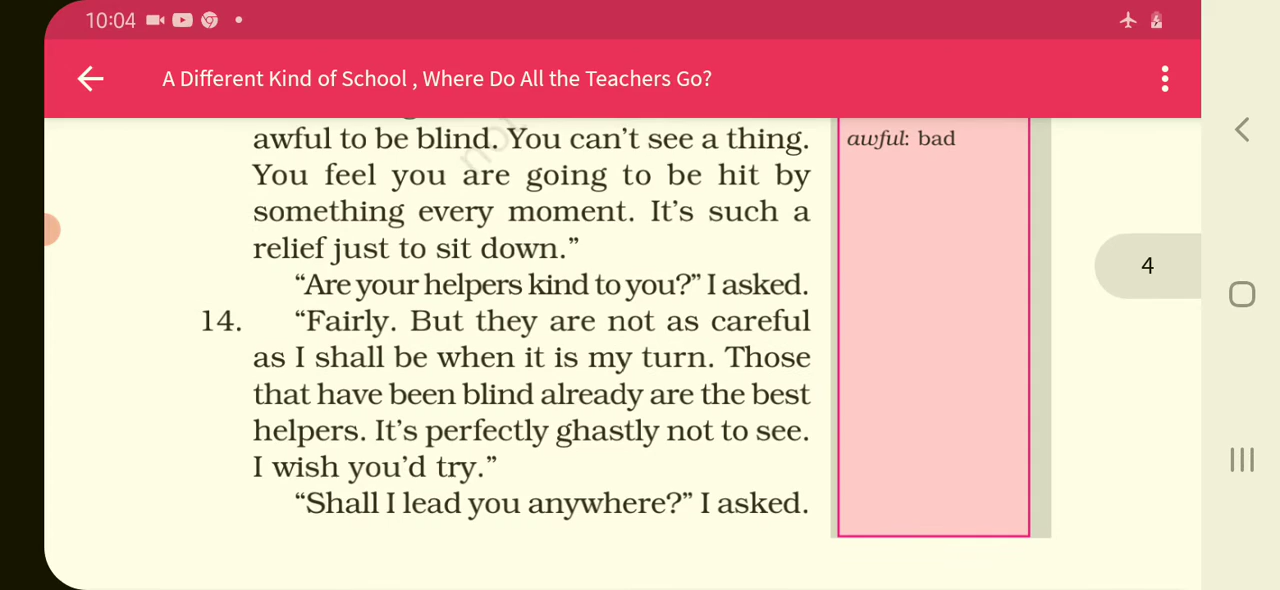 10:04
A Different Kind of School , Where Do All the Teachers Go?
awful to be blind. You can’t see a thing.
You feel you are going to be hit by
something every moment. It’s such a
relief just to sit down.”
“Are your helpers kind to you?” I asked.
14. “Fairly. But they are not as careful
as I shall be when it is my turn. Those
that have been blind already are the best
helpers. It’s perfectly ghastly not to see.
I wish you’d try.”
“Shall I lead you anywhere?” I asked.
awful: bad
4